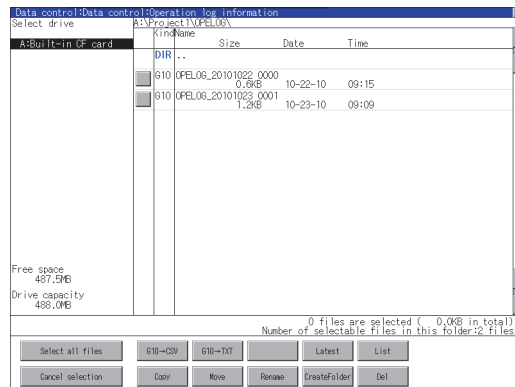 Data control:Data control:Operation log information
Select drive
A:\Project1\OPELOG\
A:Built-in CF card
Kind Name
Size Date Time
DIR ..
G10 OPELOG_20101022_0000
0.6KB 10-22-10 09:15
G10 OPELOG_20101023_0001
1.2KB 10-23-10 09:09
Free space
487.5MB
Drive capacity
488.0MB
0 files are selected ( 0.0KB in total)
Number of selectable files in this folder:2 files
Select all files G10→CSV G10→TXT Latest List
Cancel selection Copy Move Rename CreateFolder Del